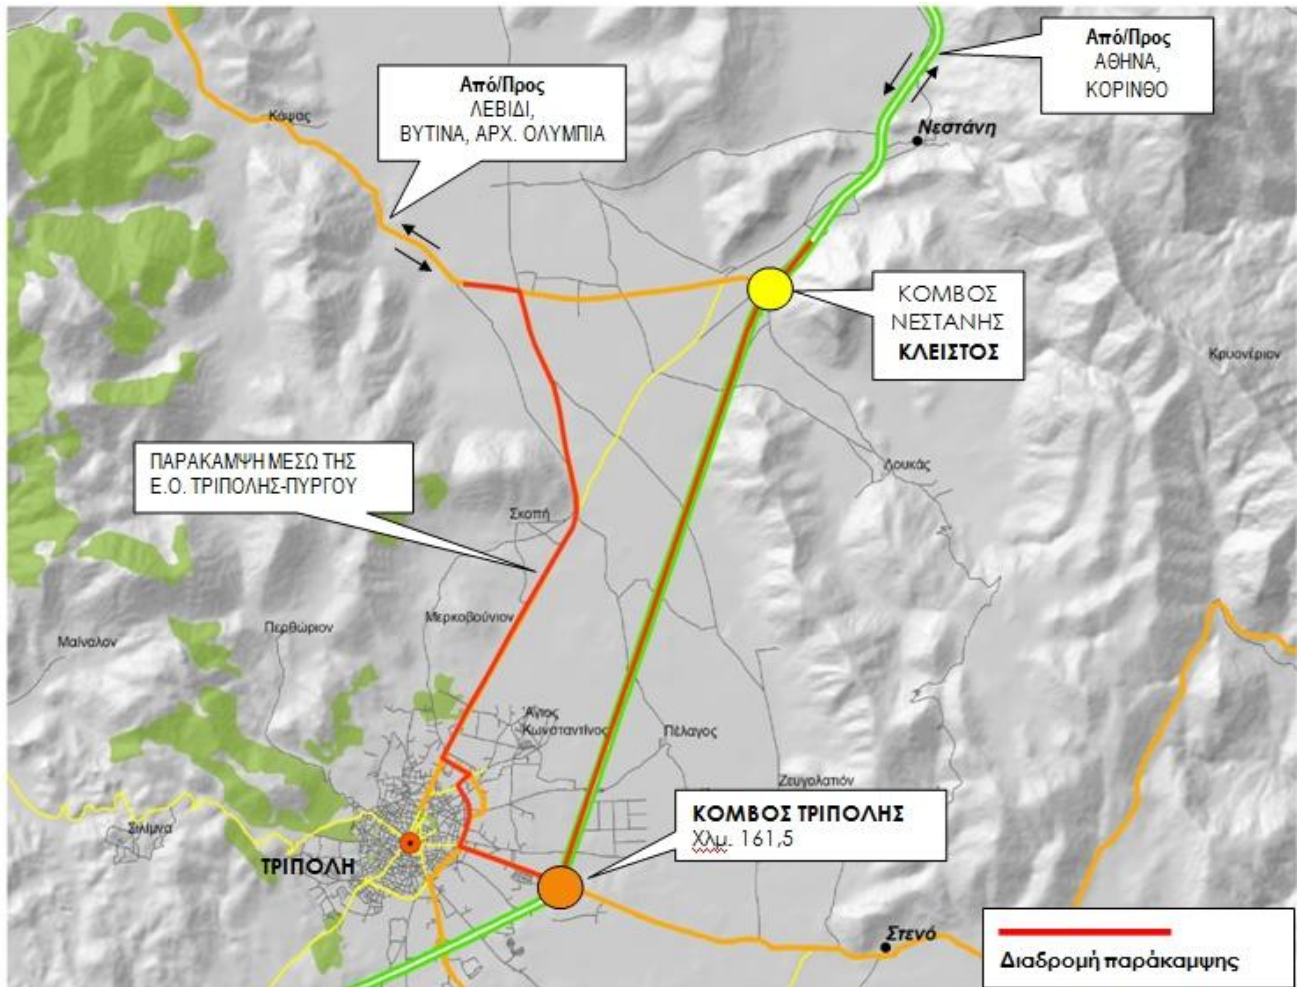 Από/Προς
ΑΘΗΝΑ,
ΚΟΡΙΝΘΟ
Από/Προς
ΛΕΒΙΔΙ,
ΒΥΤΙΝΑ, ΑΡΧ. ΟΛΥΜΠΙΑ
Κάψας
Νεστάνη
ΚΟΜΒΟΣ
ΝΕΣΤΑΝΗΣ
ΚΛΕΙΣΤΟΣ
Κρυονέριον
ΠΑΡΑΚΑΜΨΗ ΜΕΣΩ ΤΗΣ
Ε.Ο. ΤΡΙΠΟΛΗΣ-ΠΥΡΓΟΥ
Λουκάς
Σκοπή
Μερκοβούνιον
Περθώριον
Μαίναλον
Άγιος
Κωνσταντίνος
Πέλαγος
Ζευγολατιόν
ΚΟΜΒΟΣ ΤΡΙΠΟΛΗΣ
Χλμ. 161,5
Σιλίμνα
ΤΡΙΠΟΛΗ
Στενό
Διαδρομή παράκαμψης